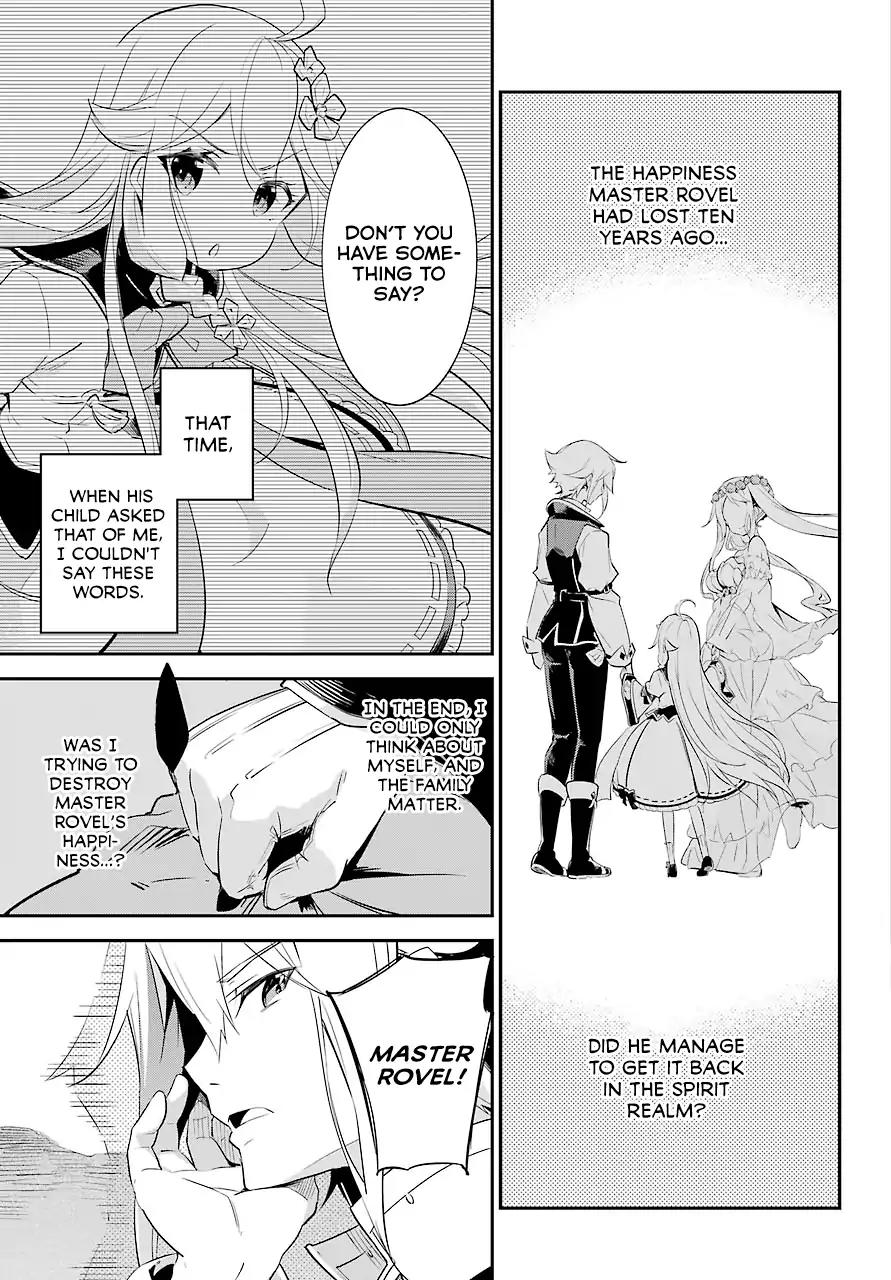 THE HAPPINESS
MASTER ROVEL
HAD LOST TEN
YEARS AGO...
DID HE MANAGE
TO GET IT BACK
IN THE SPIRIT
REALM?
DON'T YOU
HAVE SOME-
THING TO
SAY?
THAT
TIME,
WHEN HIS
CHILD ASKED
THAT OF ME,
I COULDN'T
SAY THESE
WORDS.
IN THE END, I
COULD ONLY
THINK ABOUT
MYSELF, AND
THE FAMILY
MATTER.
WAS I
TRYING TO
DESTROY
MASTER
ROVEL'S
HAPPI-
NESS...?
MASTER
ROVEL!